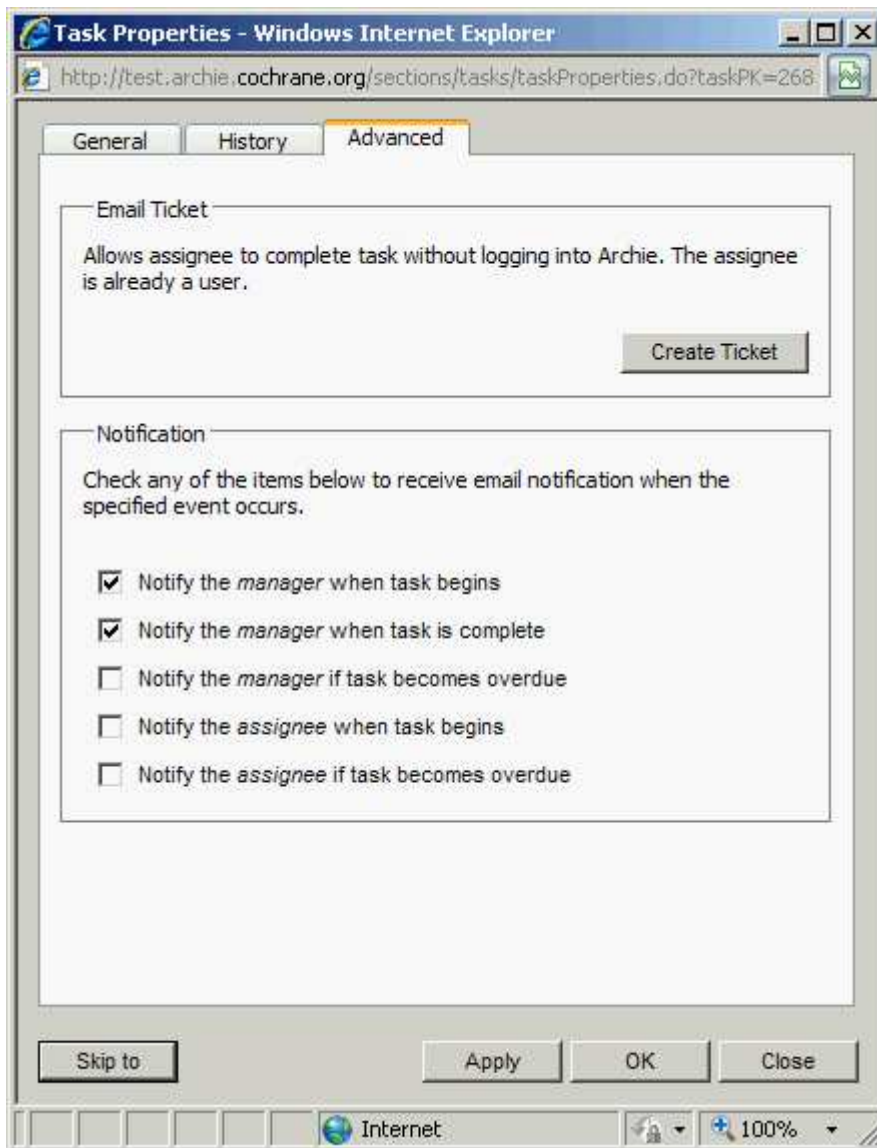 Task Properties - Windows Internet Explorer
http://test.archie.cochrane.org/sections/tasks/taskProperties.do?taskPK=268
General History Advanced
Email Ticket
Allows assignee to complete task without logging into Archie. The assignee
is already a user.
Create Ticket
Notification
Check any of the items below to receive email notification when the
specified event occurs.
Notify the manager when task begins
Notify the manager when task is complete
Notify the manager if task becomes overdue
Notify the assignee when task begins
Notify the assignee if task becomes overdue
Skip to Apply OK Close
Internet 100%